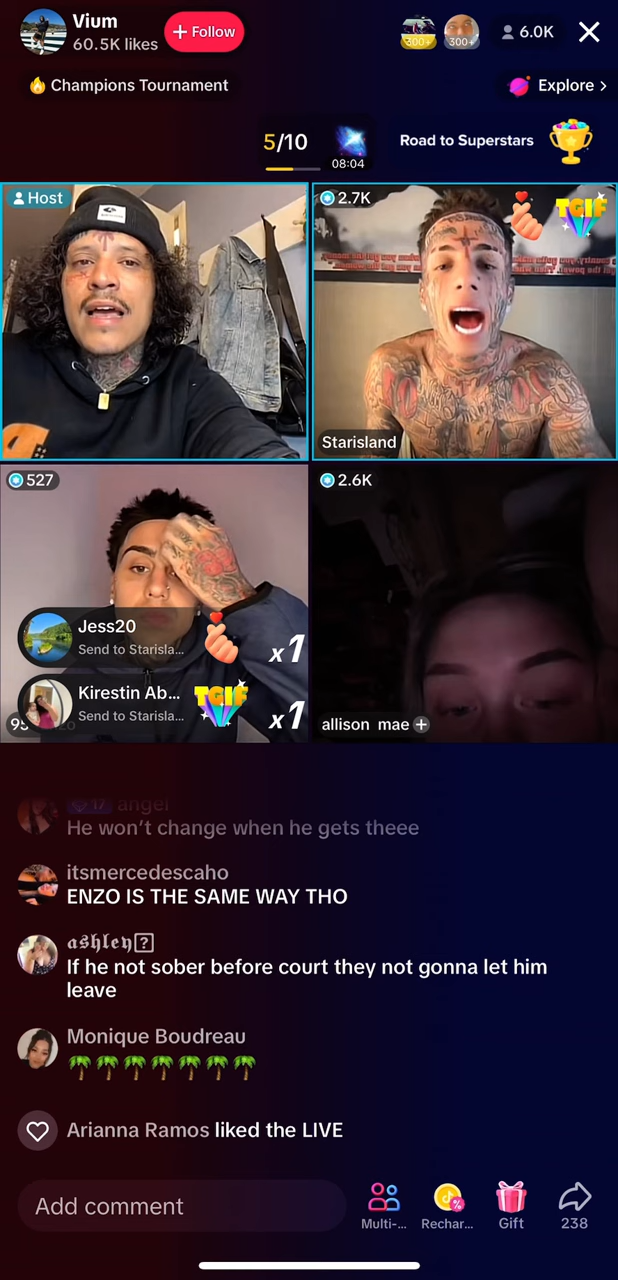 Vium
60.5K likes
+ Follow
300+
300+
6.0K
Champions Tournament
Explore >
5/10
08:04
Road to Superstars
Host
2.7K
TGIF
Starisland
527
2.6K
Jess20
Send to Starisla...
x1
Kirestin Ab...
Send to Starisla...
TGIF
x1
allison mae +
17 angel
He won't change when he gets theee
itsmercedescaho
ENZO IS THE SAME WAY THO
𝖆𝖘𝖍𝖑𝖊𝖞
If he not sober before court they not gonna let him
leave
Monique Boudreau
🌴🌴🌴🌴🌴🌴🌴
Arianna Ramos liked the LIVE
Add comment
Multi-...
Rechar...
Gift
238